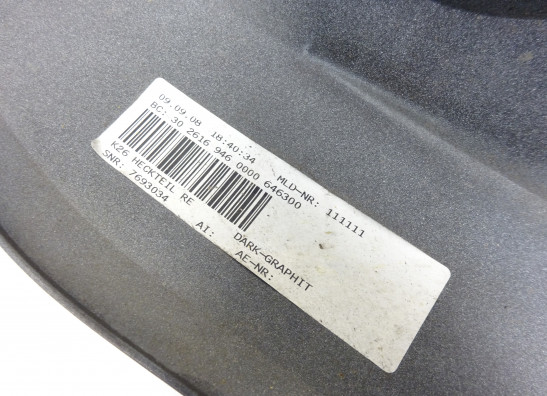 09.09.08 18:40:34 MLD-NR: 111111
BC: 30 2616 946 0000 646300
K26 HECKTEIL RE AI: DARK-GRAPHIT
SNR: 7693034 AE-NR: